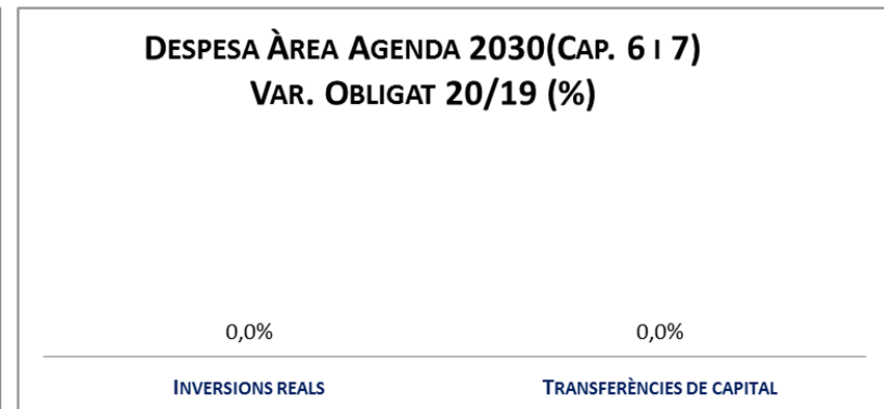 DESPESA ÀREA AGENDA 2030(CAP. 6 I 7)
VAR. OBLIGAT 20/19 (%)
0,0% 0,0%
INVERSIONS REALS TRANSFERÈNCIES DE CAPITAL